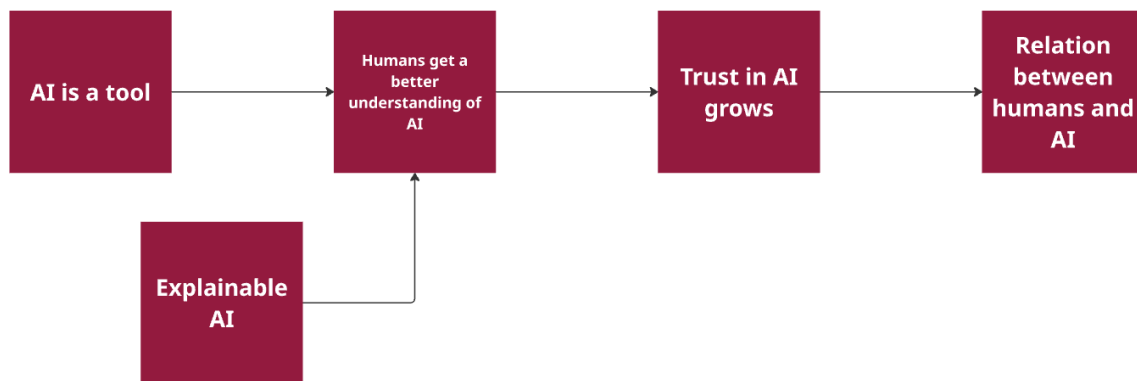 AI is a tool
Humans get a
better
understanding of
AI
Trust in AI
grows
Relation
between
humans and
AI
Explainable
AI